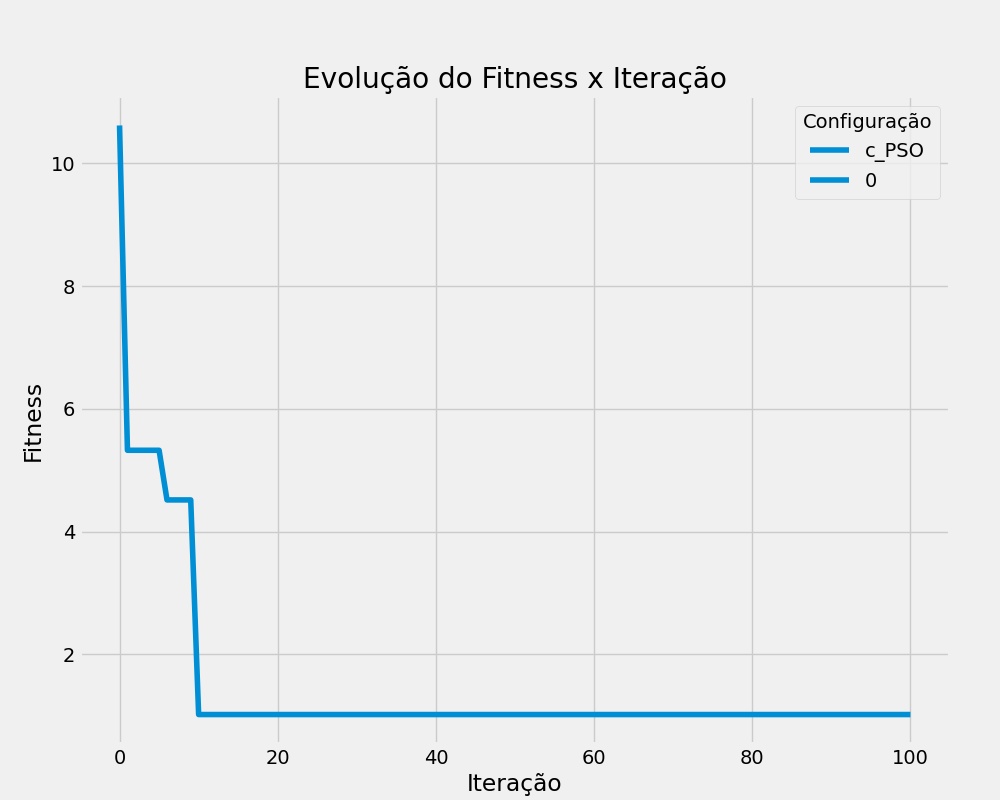 Evolução do Fitness x Iteração
Configuração
c_PSO
0
10
8
6
4
2
Fitness
0 20 40 60 80 100
Iteração